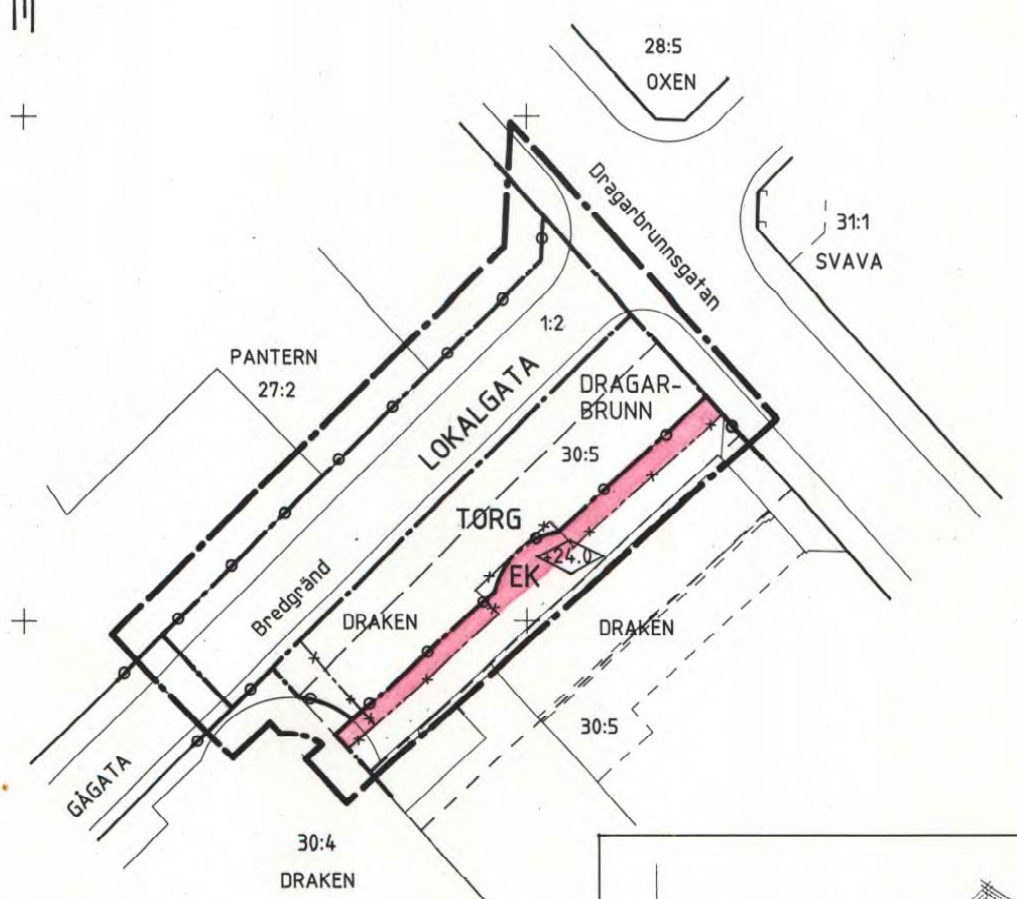 28:5
OXEN
Dragarbrunnsgatan
31:1
SVAVA
1:2
PANTERN
27:2
LOKALGATA
DRAGAR-
BRUNN
30:5
TORG
+24.0
EK
Bredgränd
DRAKEN
DRAKEN
30:5
GÅGATA
30:4
DRAKEN